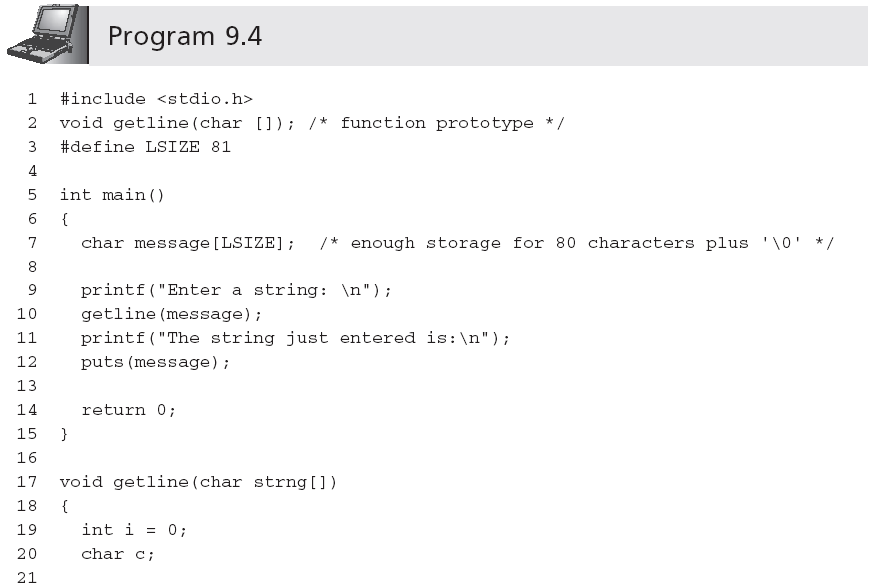 Program 9.4
1 #include <stdio.h>
2 void getline(char []); /* function prototype */
3 #define LSIZE 81
4
5 int main()
6 {
7   char message[LSIZE];  /* enough storage for 80 characters plus '\0' */
8
9   printf("Enter a string: \n");
10   getline(message);
11   printf("The string just entered is:\n");
12   puts(message);
13
14   return 0;
15 }
16
17 void getline(char strng[])
18 {
19   int i = 0;
20   char c;
21